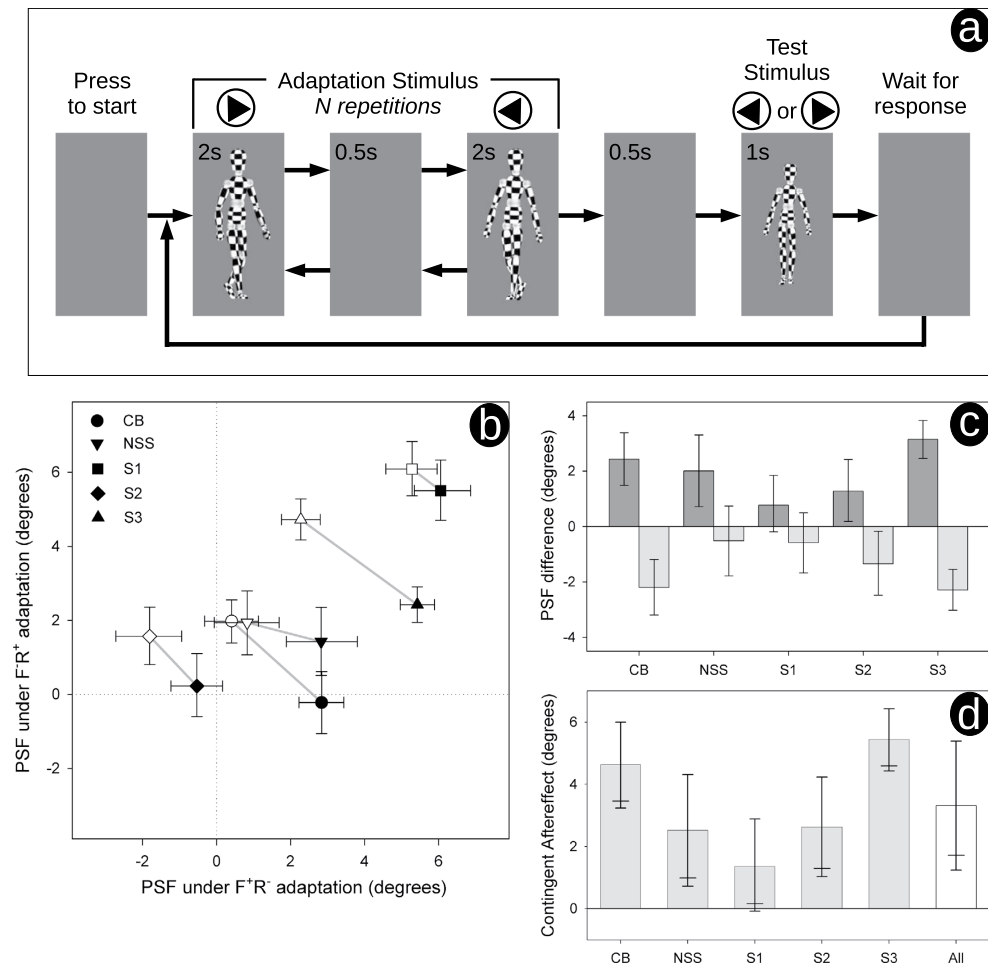 a
Press
to start
Adaptation Stimulus
N repetitions
Test
Stimulus
or
Wait for
response
2s
0.5s
2s
0.5s
1s
b
CB
NSS
S1
S2
S3
PSF under F⁻R⁺ adaptation (degrees)
6
4
2
0
-2
-2 0 2 4 6
PSF under F⁺R⁻ adaptation (degrees)
c
PSF difference (degrees)
4
2
0
-2
-4
CB NSS S1 S2 S3
d
Contingent Aftereffect (degrees)
6
4
2
0
CB NSS S1 S2 S3 All